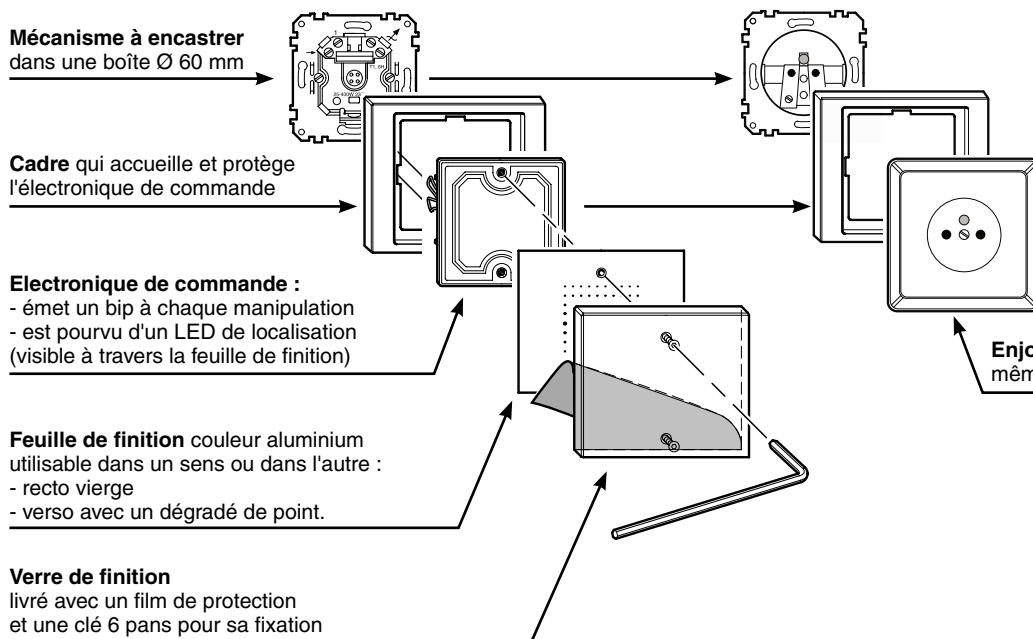 Mécanisme à encastrer
dans une boîte Ø 60 mm
Cadre qui accueille et protège
l'électronique de commande
Electronique de commande :
- émet un bip à chaque manipulation
- est pourvu d'un LED de localisation
(visible à travers la feuille de finition)
Enjo
mêm
Feuille de finition couleur aluminium
utilisable dans un sens ou dans l'autre :
- recto vierge
- verso avec un dégradé de point.
Verre de finition
livré avec un film de protection
et une clé 6 pans pour sa fixation